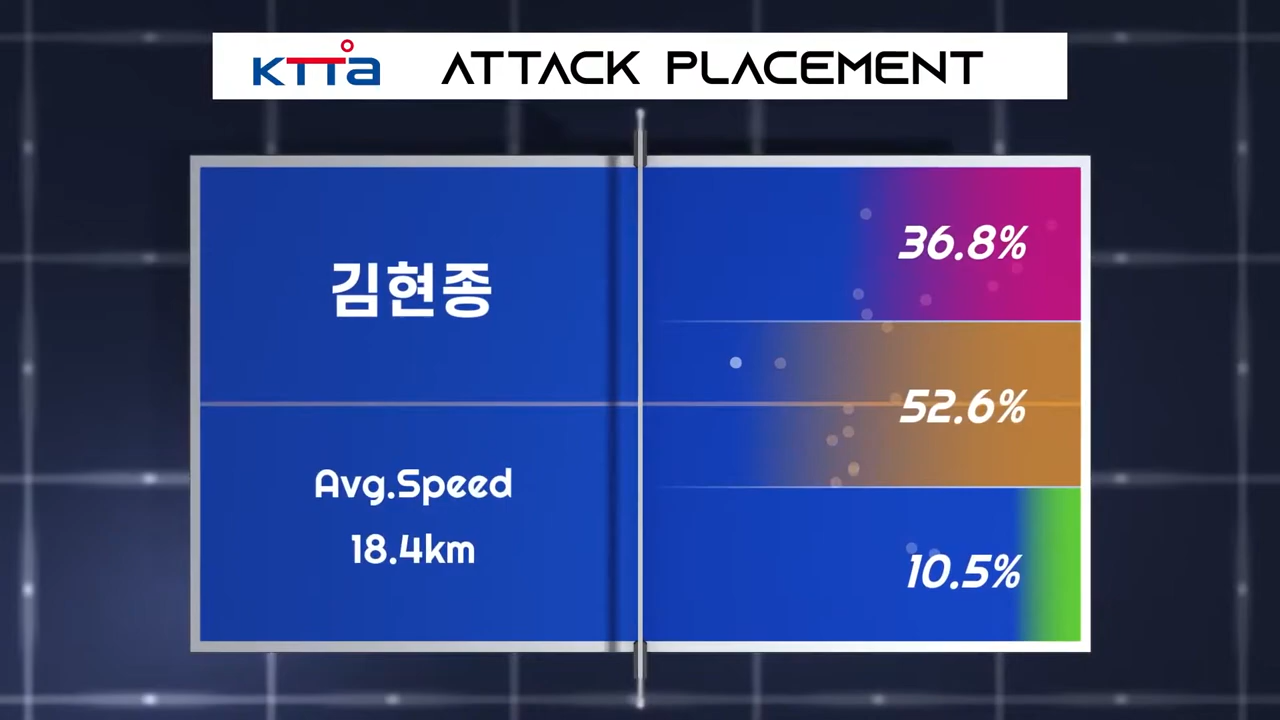 KTTa ATTACK PLACEMENT
김현종
Avg.Speed
18.4km
36.8%
52.6%
10.5%